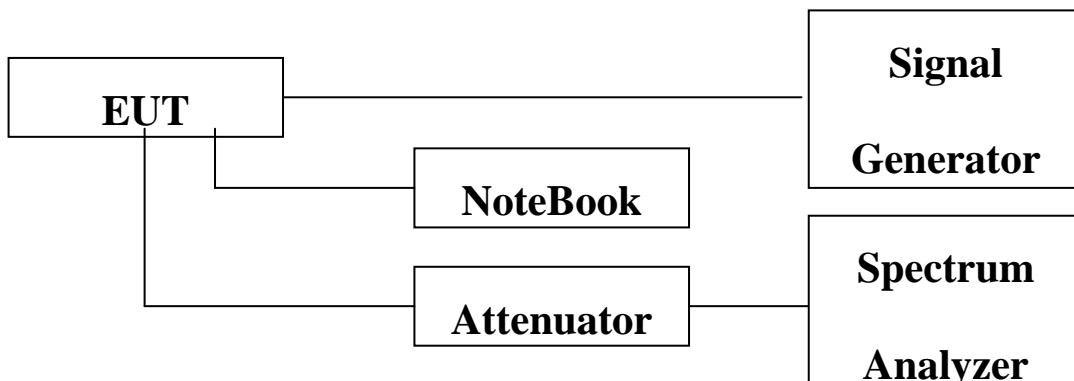 EUT
Signal
Generator
NoteBook
Attenuator
Spectrum
Analyzer